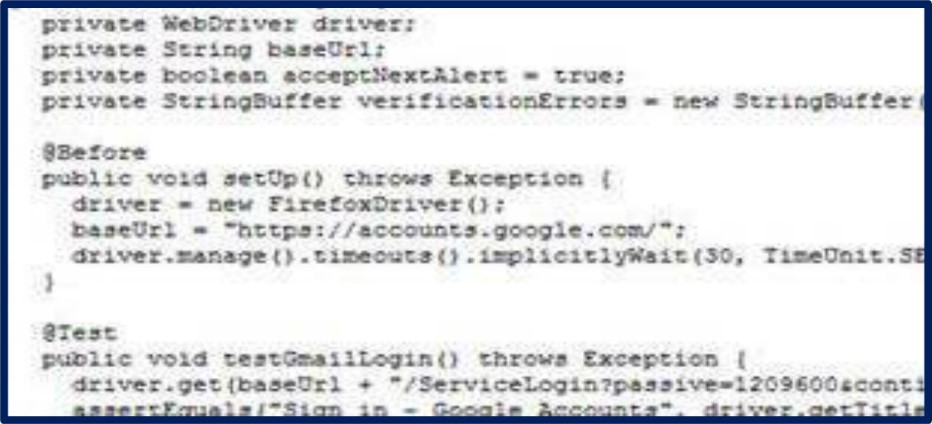 private WebDriver driver;
private String baseUrl;
private boolean acceptNextAlert = true;
private StringBuffer verificationErrors = new StringBuffer(
@Before
public void setUp() throws Exception {
driver = new FirefoxDriver();
baseUrl = "https://accounts.google.com/";
driver.manage().timeouts().implicitlyWait(30, TimeUnit.SE
}
@Test
public void testGmailLogin() throws Exception {
driver.get(baseUrl + "/ServiceLogin?passive=1209600&conti
assertEquals("Sign in - Google Accounts", driver.getTitle